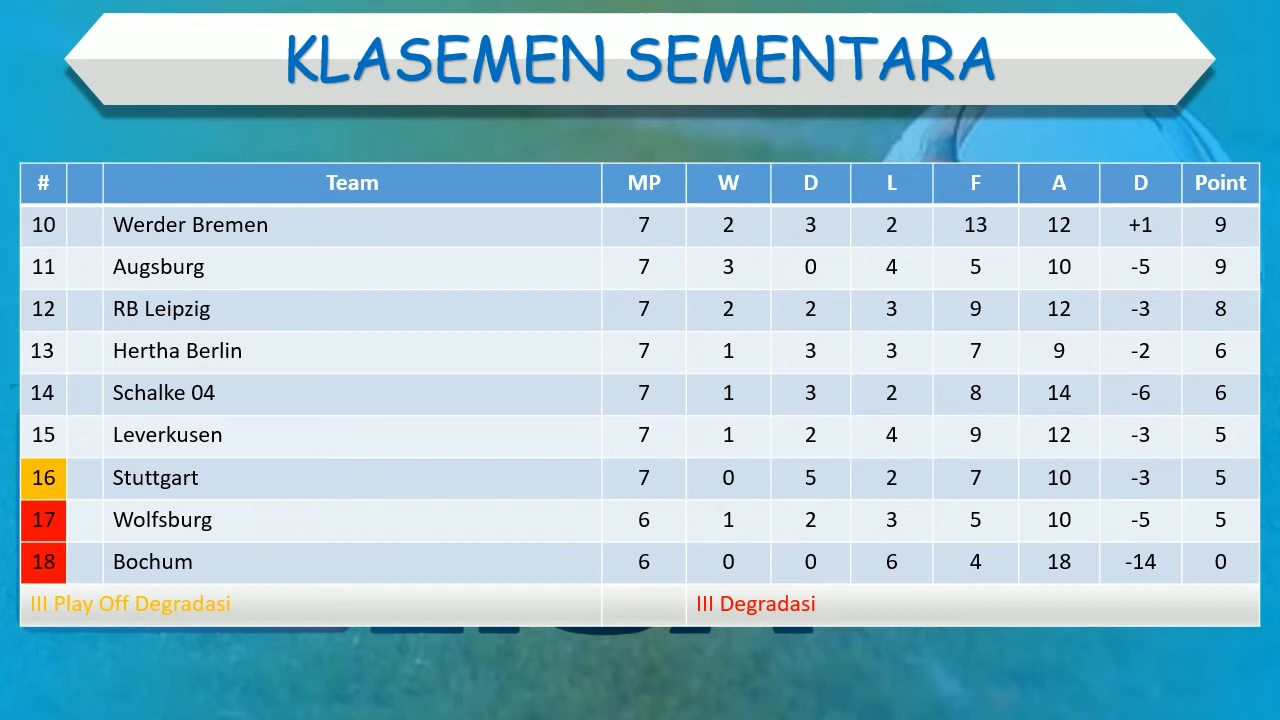 KLASEMEN SEMENTARA
# Team MP W D L F A D Point
10 Werder Bremen 7 2 3 2 13 12 +1 9
11 Augsburg 7 3 0 4 5 10 -5 9
12 RB Leipzig 7 2 2 3 9 12 -3 8
13 Hertha Berlin 7 1 3 3 7 9 -2 6
14 Schalke 04 7 1 3 2 8 14 -6 6
15 Leverkusen 7 1 2 4 9 12 -3 5
16 Stuttgart 7 0 5 2 7 10 -3 5
17 Wolfsburg 6 1 2 3 5 10 -5 5
18 Bochum 6 0 0 6 4 18 -14 0
III Play Off Degradasi III Degradasi